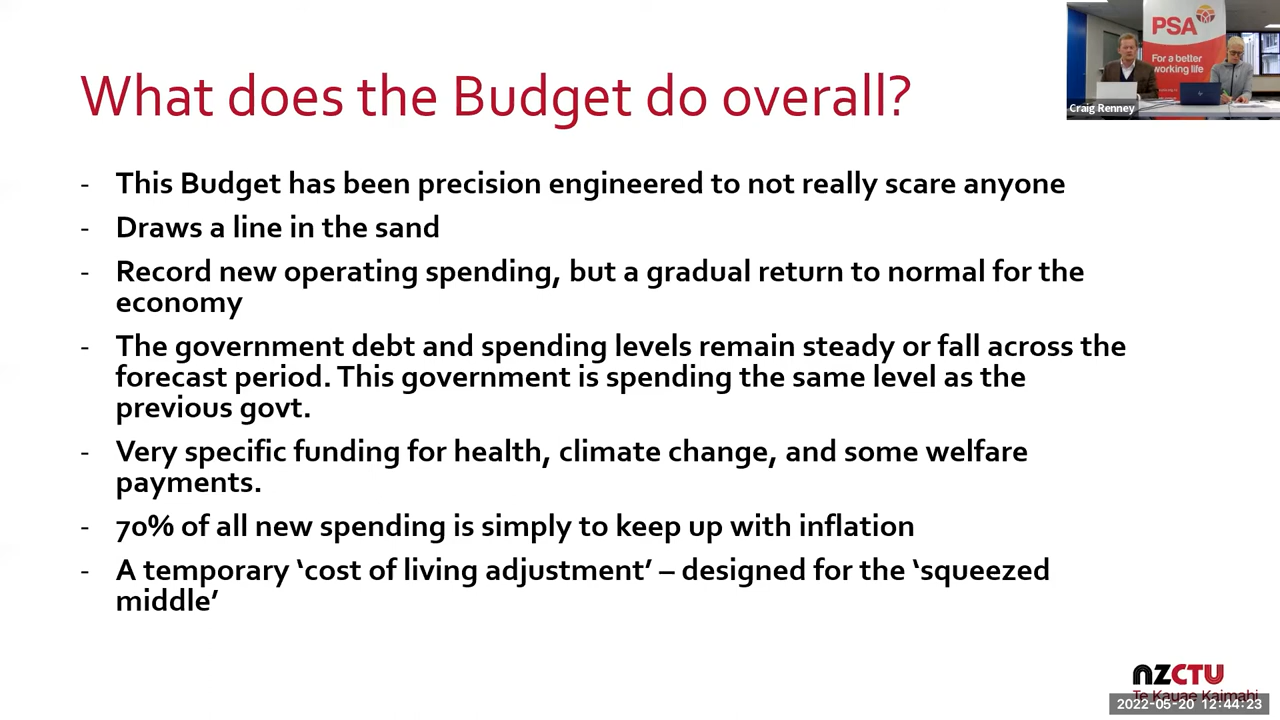 What does the Budget do overall?
PSA
For a better
working life
Craig Renney
- This Budget has been precision engineered to not really scare anyone
- Draws a line in the sand
- Record new operating spending, but a gradual return to normal for the
economy
- The government debt and spending levels remain steady or fall across the
forecast period. This government is spending the same level as the
previous govt.
- Very specific funding for health, climate change, and some welfare
payments.
- 70% of all new spending is simply to keep up with inflation
- A temporary ‘cost of living adjustment’ – designed for the ‘squeezed
middle’
NZCTU
Te Kauae Kaimahi
2022-05-20 12:44:23